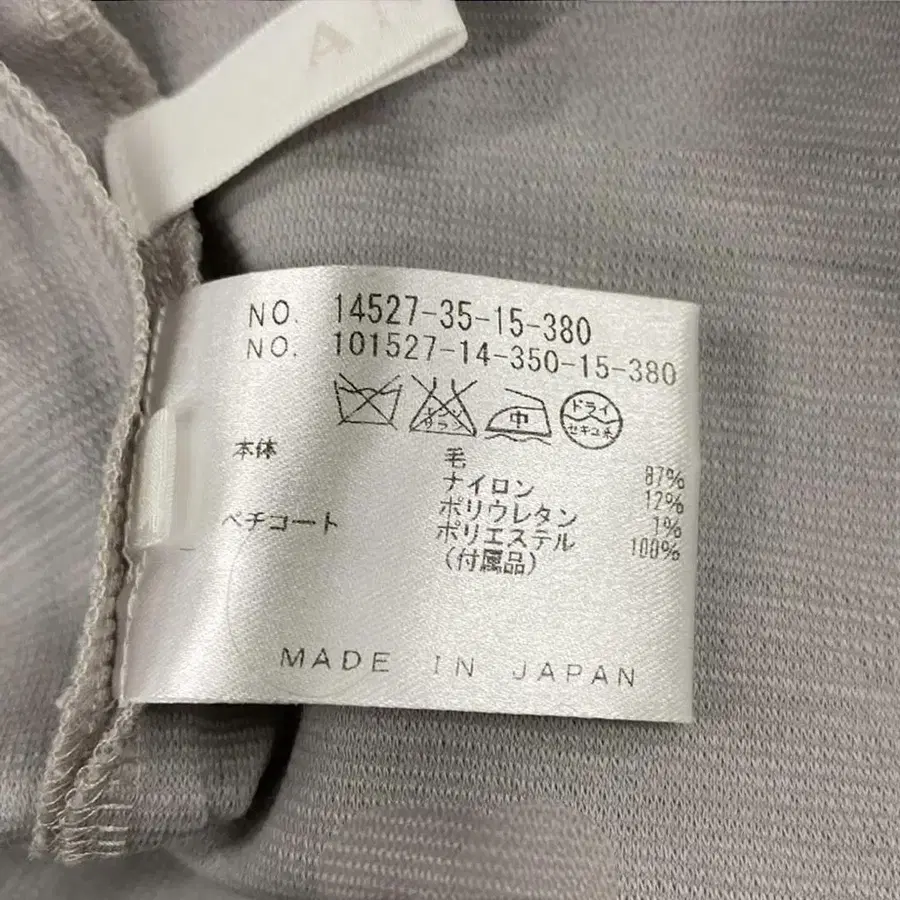 NO. 14527-35-15-380
NO. 101527-14-350-15-380
中 ドライ セキユ系
本体 毛 87%
ナイロン 12%
ポリウレタン 1%
ペチコート ポリエステル 100%
(付属品)
MADE IN JAPAN